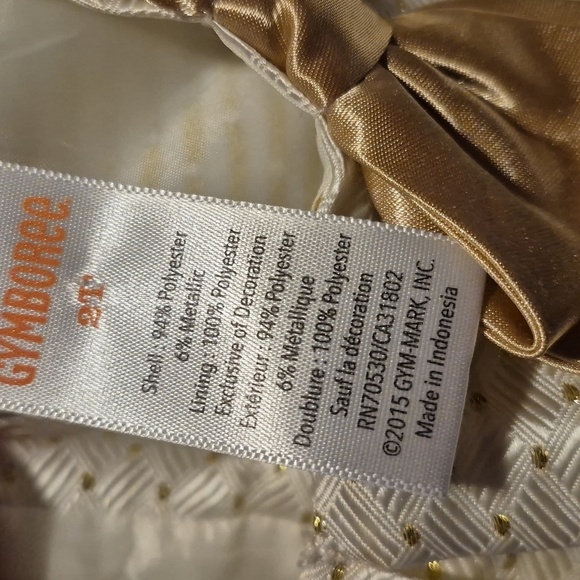 GYMBOREE
2T
Shell : 94% Polyester
6% Metallic
Lining : 100% Polyester
Exclusive of Decoration
Extérieur : 94% Polyester
6% Métallique
Doublure : 100% Polyester
Sauf la décoration
RN70530/CA31802
©2015 GYM-MARK, INC.
Made in Indonesia